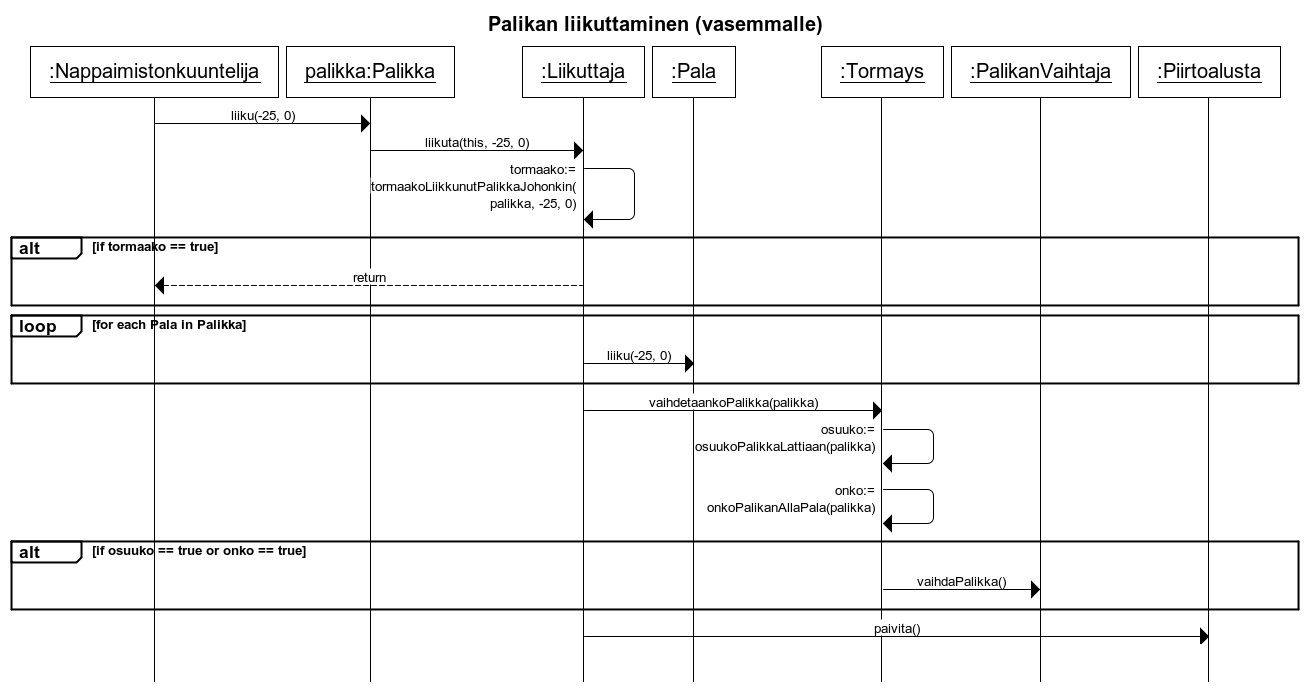 Palikan liikuttaminen (vasemmalle)
:Nappaimistonkuuntelija
palikka:Palikka
:Liikuttaja
:Pala
:Tormays
:PalikanVaihtaja
:Piirtoalusta
liiku(-25, 0)
liikuta(this, -25, 0)
tormaako:=
tormaakoLiikkunutPalikkaJohonkin(
palikka, -25, 0)
alt [if tormaako == true]
return
loop [for each Pala in Palikka]
liiku(-25, 0)
vaihdetaankoPalikka(palikka)
osuuko:=
osuukoPalikkaLattiaan(palikka)
onko:=
onkoPalikanAllaPala(palikka)
alt [if osuuko == true or onko == true]
vaihdaPalikka()
paivita()